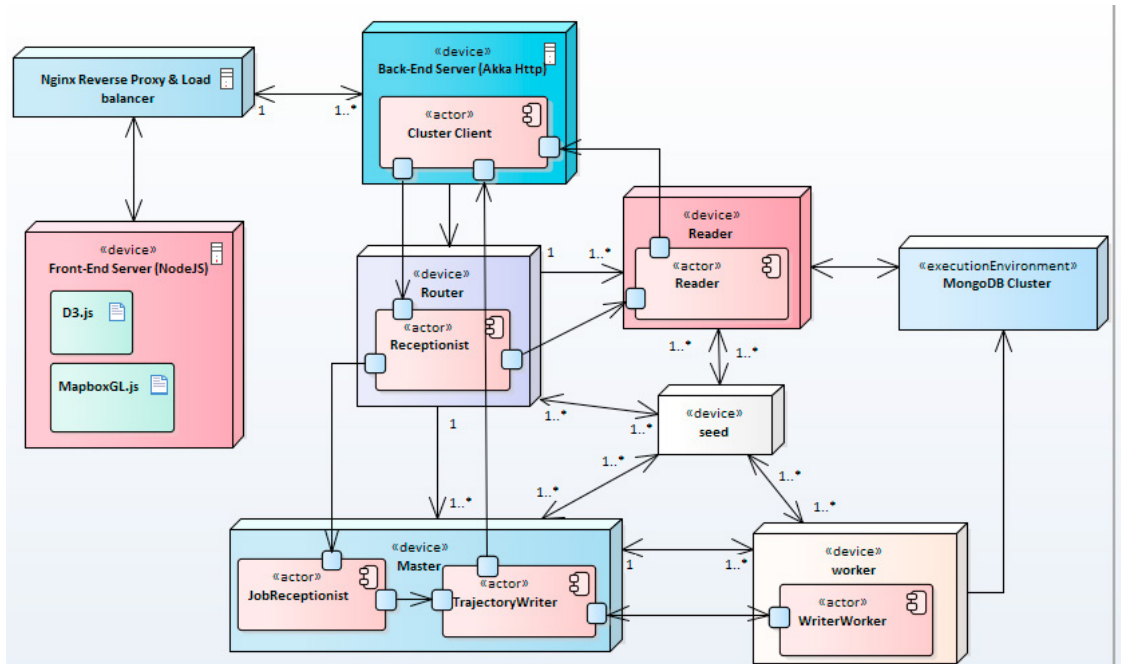 «device»
Back-End Server (Akka Http)
Nginx Reverse Proxy & Load
balancer
1
1..*
«actor»
Cluster Client
«device»
Front-End Server (NodeJS)
D3.js
MapboxGL.js
«device»
Router
«actor»
Receptionist
1
1..*
«device»
Reader
«actor»
Reader
«executionEnvironment»
MongoDB Cluster
1..*
1..*
«device»
seed
1..*
1..*
1
1..*
1..*
1..*
1..*
1..*
«device»
Master
«actor»
JobReceptionist
«actor»
TrajectoryWriter
1
1..*
«device»
worker
«actor»
WriterWorker